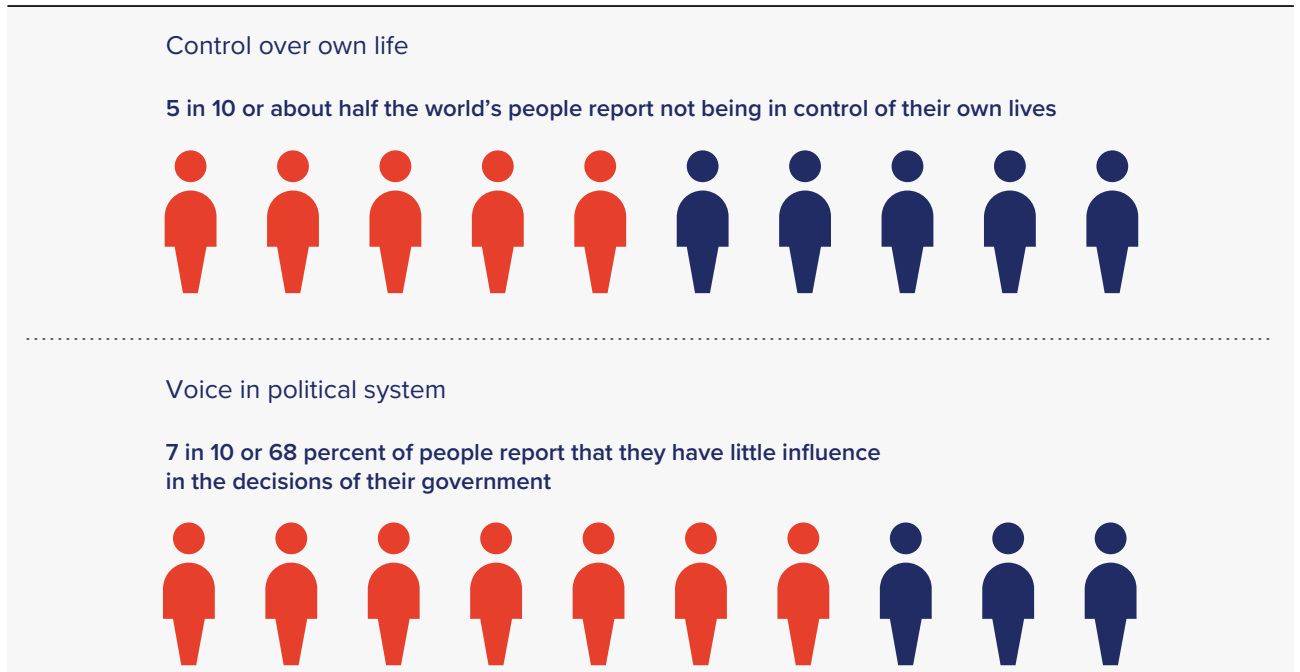 Control over own life
5 in 10 or about half the world’s people report not being in control of their own lives
Voice in political system
7 in 10 or 68 percent of people report that they have little influence
in the decisions of their government